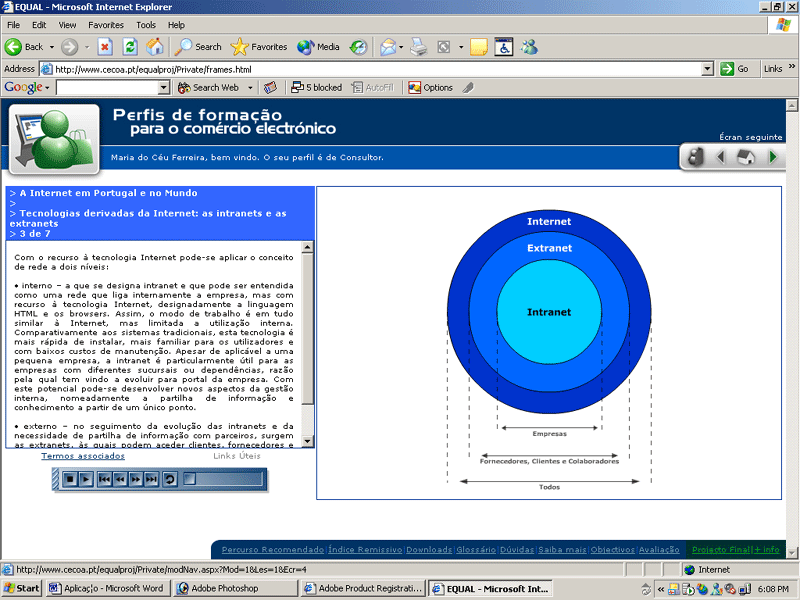 EQUAL - Microsoft Internet Explorer
File Edit View Favorites Tools Help
Back Search Favorites Media
Address http://www.cecoa.pt/equalproj/Private/frames.html Go Links »
Google Search Web 5 blocked AutoFill Options
Perfis de formação
para o comércio electrónico
Écran seguinte
Maria do Céu Ferreira, bem vindo. O seu perfil é de Consultor.
> A Internet em Portugal e no Mundo
>
> Tecnologias derivadas da Internet: as intranets e as
extranets
> 3 de 7
Com o recurso à tecnologia Internet pode-se aplicar o conceito
de rede a dois níveis:
• interno – a que se designa intranet e que pode ser entendida
como uma rede que liga internamente a empresa, mas com
recurso à tecnologia Internet, designadamente a linguagem
HTML e os browsers. Assim, o modo de trabalho é em tudo
similar à Internet, mas limitada a utilização interna.
Comparativamente aos sistemas tradicionais, esta tecnologia é
mais rápida de instalar, mais familiar para os utilizadores e
com baixos custos de manutenção. Apesar de aplicável a uma
pequena empresa, a intranet é particularmente útil para as
empresas com diferentes sucursais ou dependências, razão
pela qual tem vindo a evoluir para portal da empresa. Com
este potencial pode-se desenvolver novos aspectos da gestão
interna, nomeadamente a partilha de informação e
conhecimento a partir de um único ponto.
• externo – no seguimento da evolução das intranets e da
necessidade de partilha de informação com parceiros, surgem
as extranets, às quais podem aceder clientes, fornecedores e
Termos associados Links Úteis
Internet
Extranet
Intranet
Empresas
Fornecedores, Clientes e Colaboradores
Todos
Percurso Recomendado Índice Remissivo Downloads Glossário Dúvidas Saiba mais Objectivos Avaliação Projecto Final + info
http://www.cecoa.pt/equalproj/Private/modNav.aspx?Mod=1&Les=1&Ecr=4 Internet
Start Aplicaç>o - Microsoft Word Adobe Photoshop Adobe Product Registrati... EQUAL - Microsoft Int... « 6:08 PM